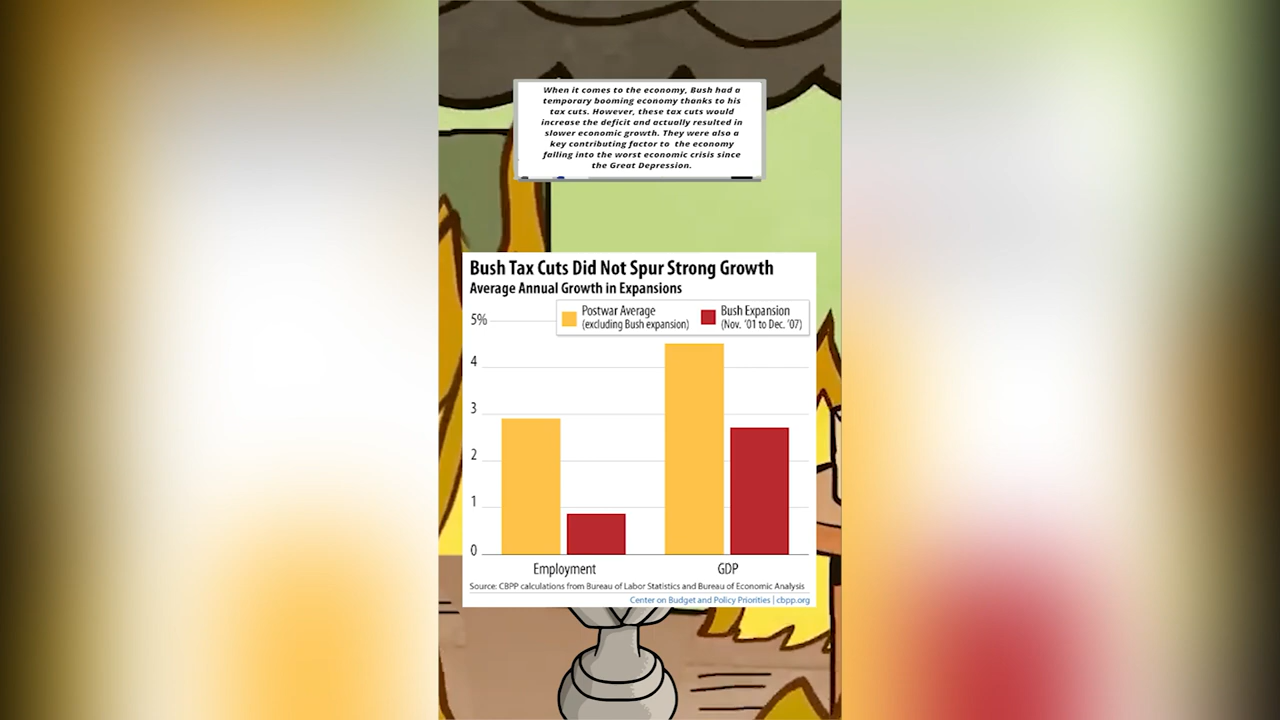 When it comes to the economy, Bush had a
temporary booming economy thanks to his
tax cuts. However, these tax cuts would
increase the deficit and actually resulted in
slower economic growth. They were also a
key contributing factor to the economy
falling into the worst economic crisis since
the Great Depression.
Bush Tax Cuts Did Not Spur Strong Growth
Average Annual Growth in Expansions
Postwar Average
(excluding Bush expansion)
Bush Expansion
(Nov. '01 to Dec. '07)
5%
4
3
2
1
0
Employment
GDP
Source: CBPP calculations from Bureau of Labor Statistics and Bureau of Economic Analysis
Center on Budget and Policy Priorities | cbpp.org